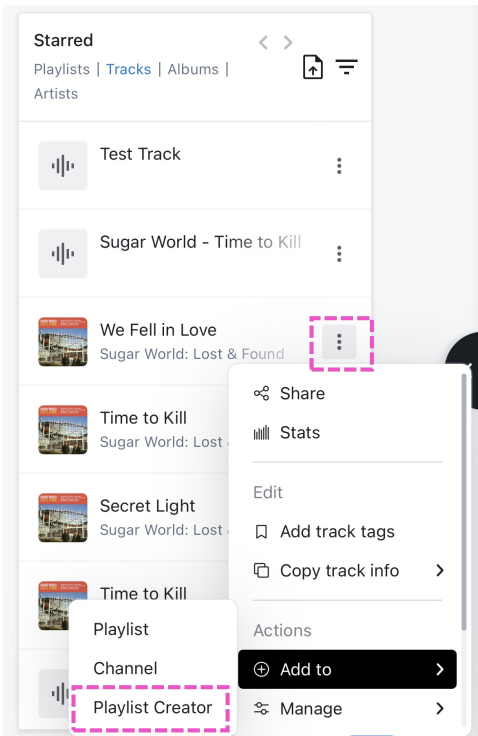 Starred
Playlists | Tracks | Albums |
Artists
Test Track
Sugar World - Time to Kill
We Fell in Love
Sugar World: Lost & Found
Time to Kill
Sugar World: Lost
Secret Light
Sugar World: Lost
Time to Kill
Share
Stats
Edit
Add track tags
Copy track info
Actions
Add to
Manage
Playlist
Channel
Playlist Creator